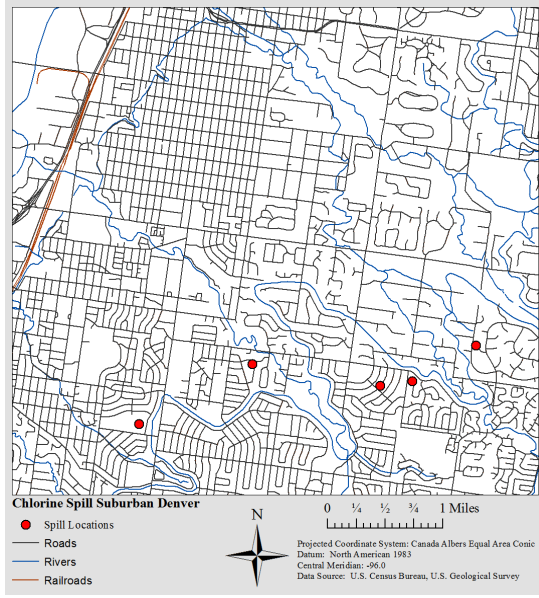 Chlorine Spill Suburban Denver
Spill Locations
Roads
Rivers
Railroads
N
0 ¼ ½ ¾ 1 Miles
Projected Coordinate System: Canada Albers Equal Area Conic
Datum: North American 1983
Central Meridian: -96.0
Data Source: U.S. Census Bureau, U.S. Geological Survey